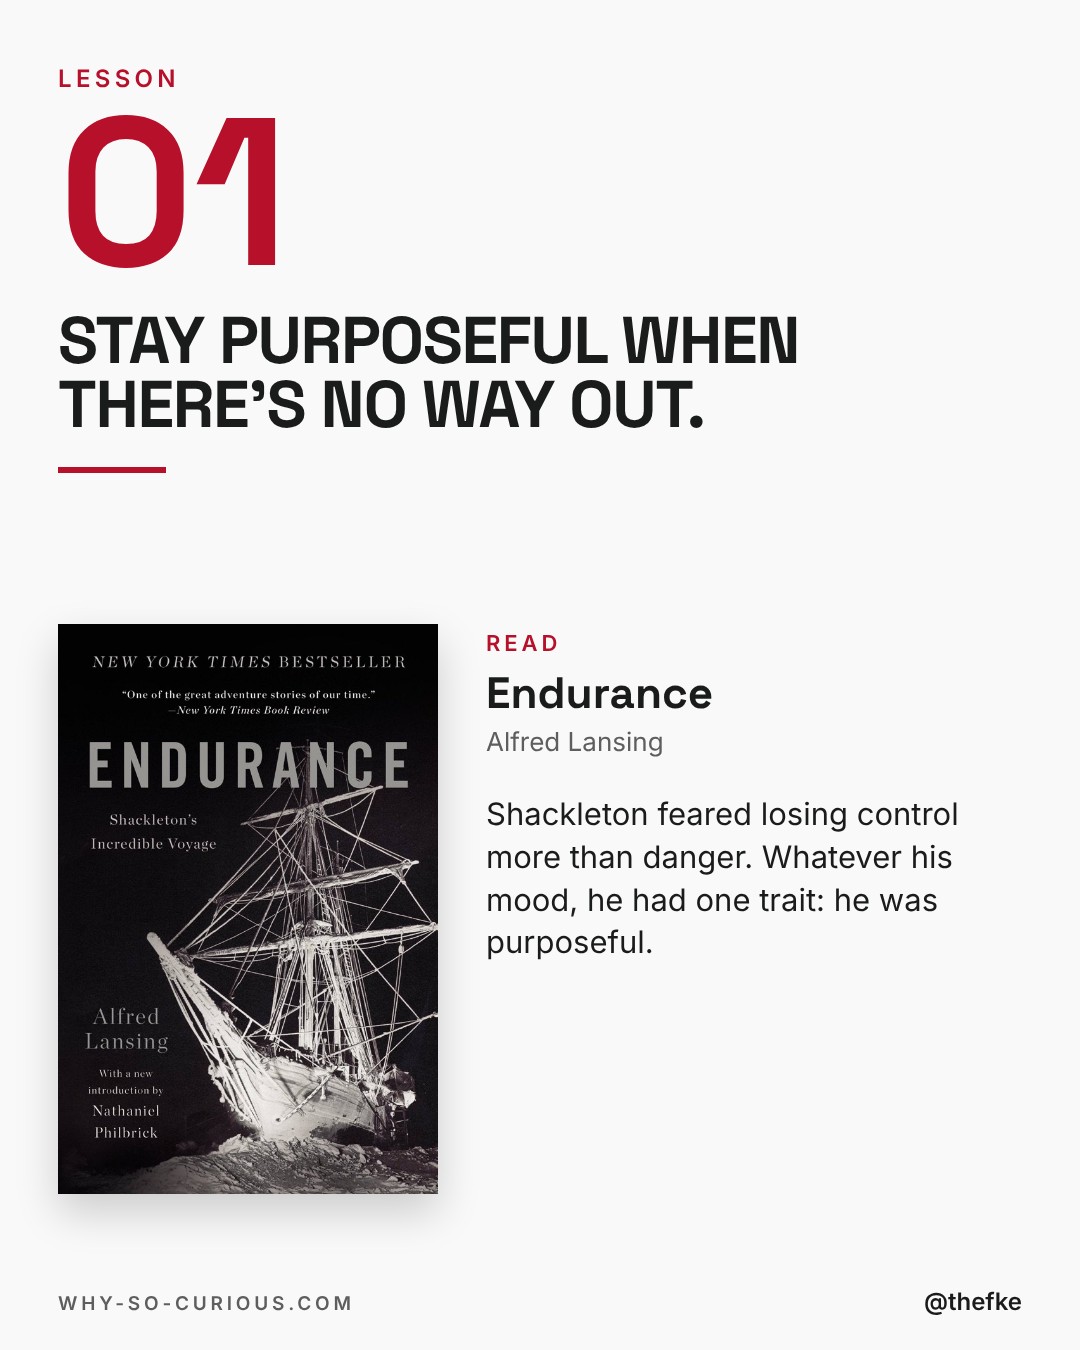 LESSON
01
STAY PURPOSEFUL WHEN
THERE’S NO WAY OUT.
NEW YORK TIMES BESTSELLER
“One of the great adventure stories of our time.”
—New York Times Book Review
ENDURANCE
Shackleton’s
Incredible Voyage
Alfred
Lansing
With a new
introduction by
Nathaniel
Philbrick
READ
Endurance
Alfred Lansing
Shackleton feared losing control
more than danger. Whatever his
mood, he had one trait: he was
purposeful.
WHY-SO-CURIOUS.COM
@thefke